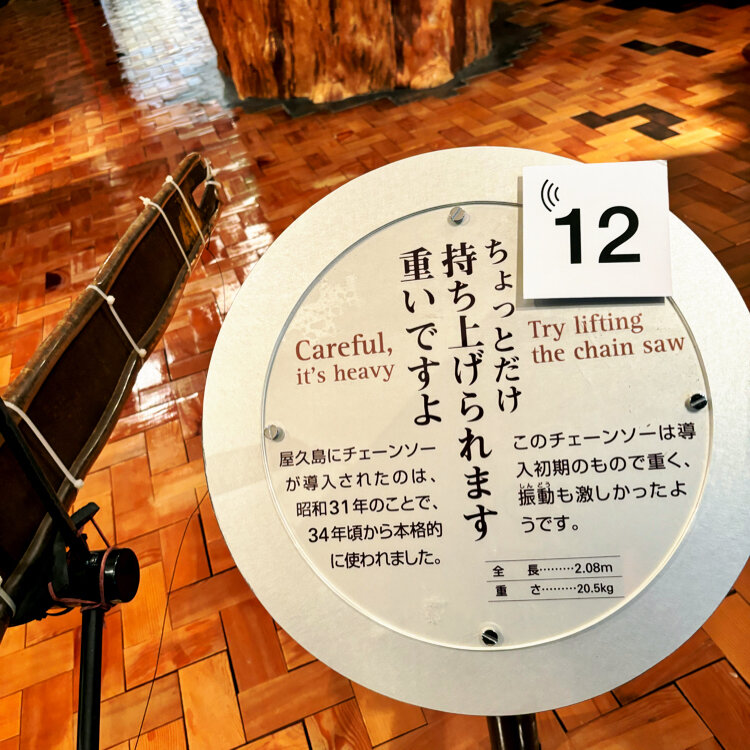 12
ちょっとだけ
持ち上げられます
重いですよ
Try lifting
the chain saw
Careful,
it's heavy
このチェーンソーは導
入初期のもので重く、
しんどう
振動も激しかったよ
うです。
全　長………2.08m
重　さ………20.5kg
屋久島にチェーンソー
が導入されたのは、
昭和31年のことで、
34年頃から本格的
に使われました。